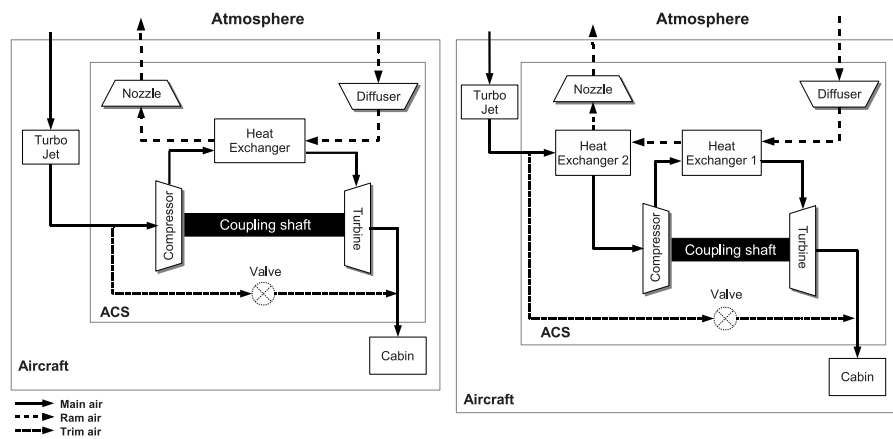 Atmosphere
Nozzle
Diffuser
Turbo
Jet
Heat
Exchanger
Compressor
Coupling shaft
Turbine
Valve
ACS
Cabin
Aircraft
Main air
Ram air
Trim air
Atmosphere
Turbo
Jet
Nozzle
Diffuser
Heat
Exchanger 2
Heat
Exchanger 1
Compressor
Coupling shaft
Turbine
Valve
ACS
Cabin
Aircraft